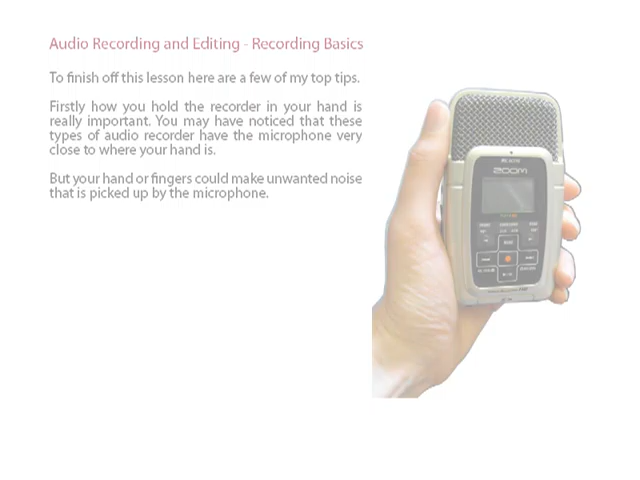 Audio Recording and Editing - Recording Basics
To finish off this lesson here are a few of my top tips.
Firstly how you hold the recorder in your hand is
really important. You may have noticed that these
types of audio recorder have the microphone very
close to where your hand is.
But your hand or fingers could make unwanted noise
that is picked up by the microphone.
ZOOM